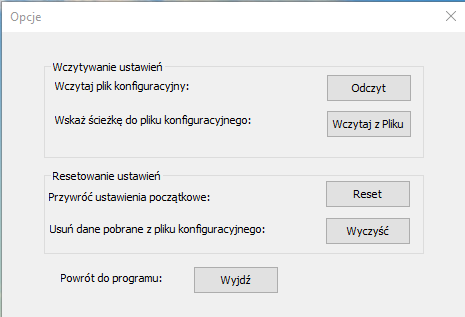 Opcje
Wczytywanie ustawień
Wczytaj plik konfiguracyjny:
Odczyt
Wskaż ścieżkę do pliku konfiguracyjnego:
Wczytaj z Pliku
Resetowanie ustawień
Przywróć ustawienia początkowe:
Reset
Usuń dane pobrane z pliku konfiguracyjnego:
Wyczyść
Powrót do programu:
Wyjdź